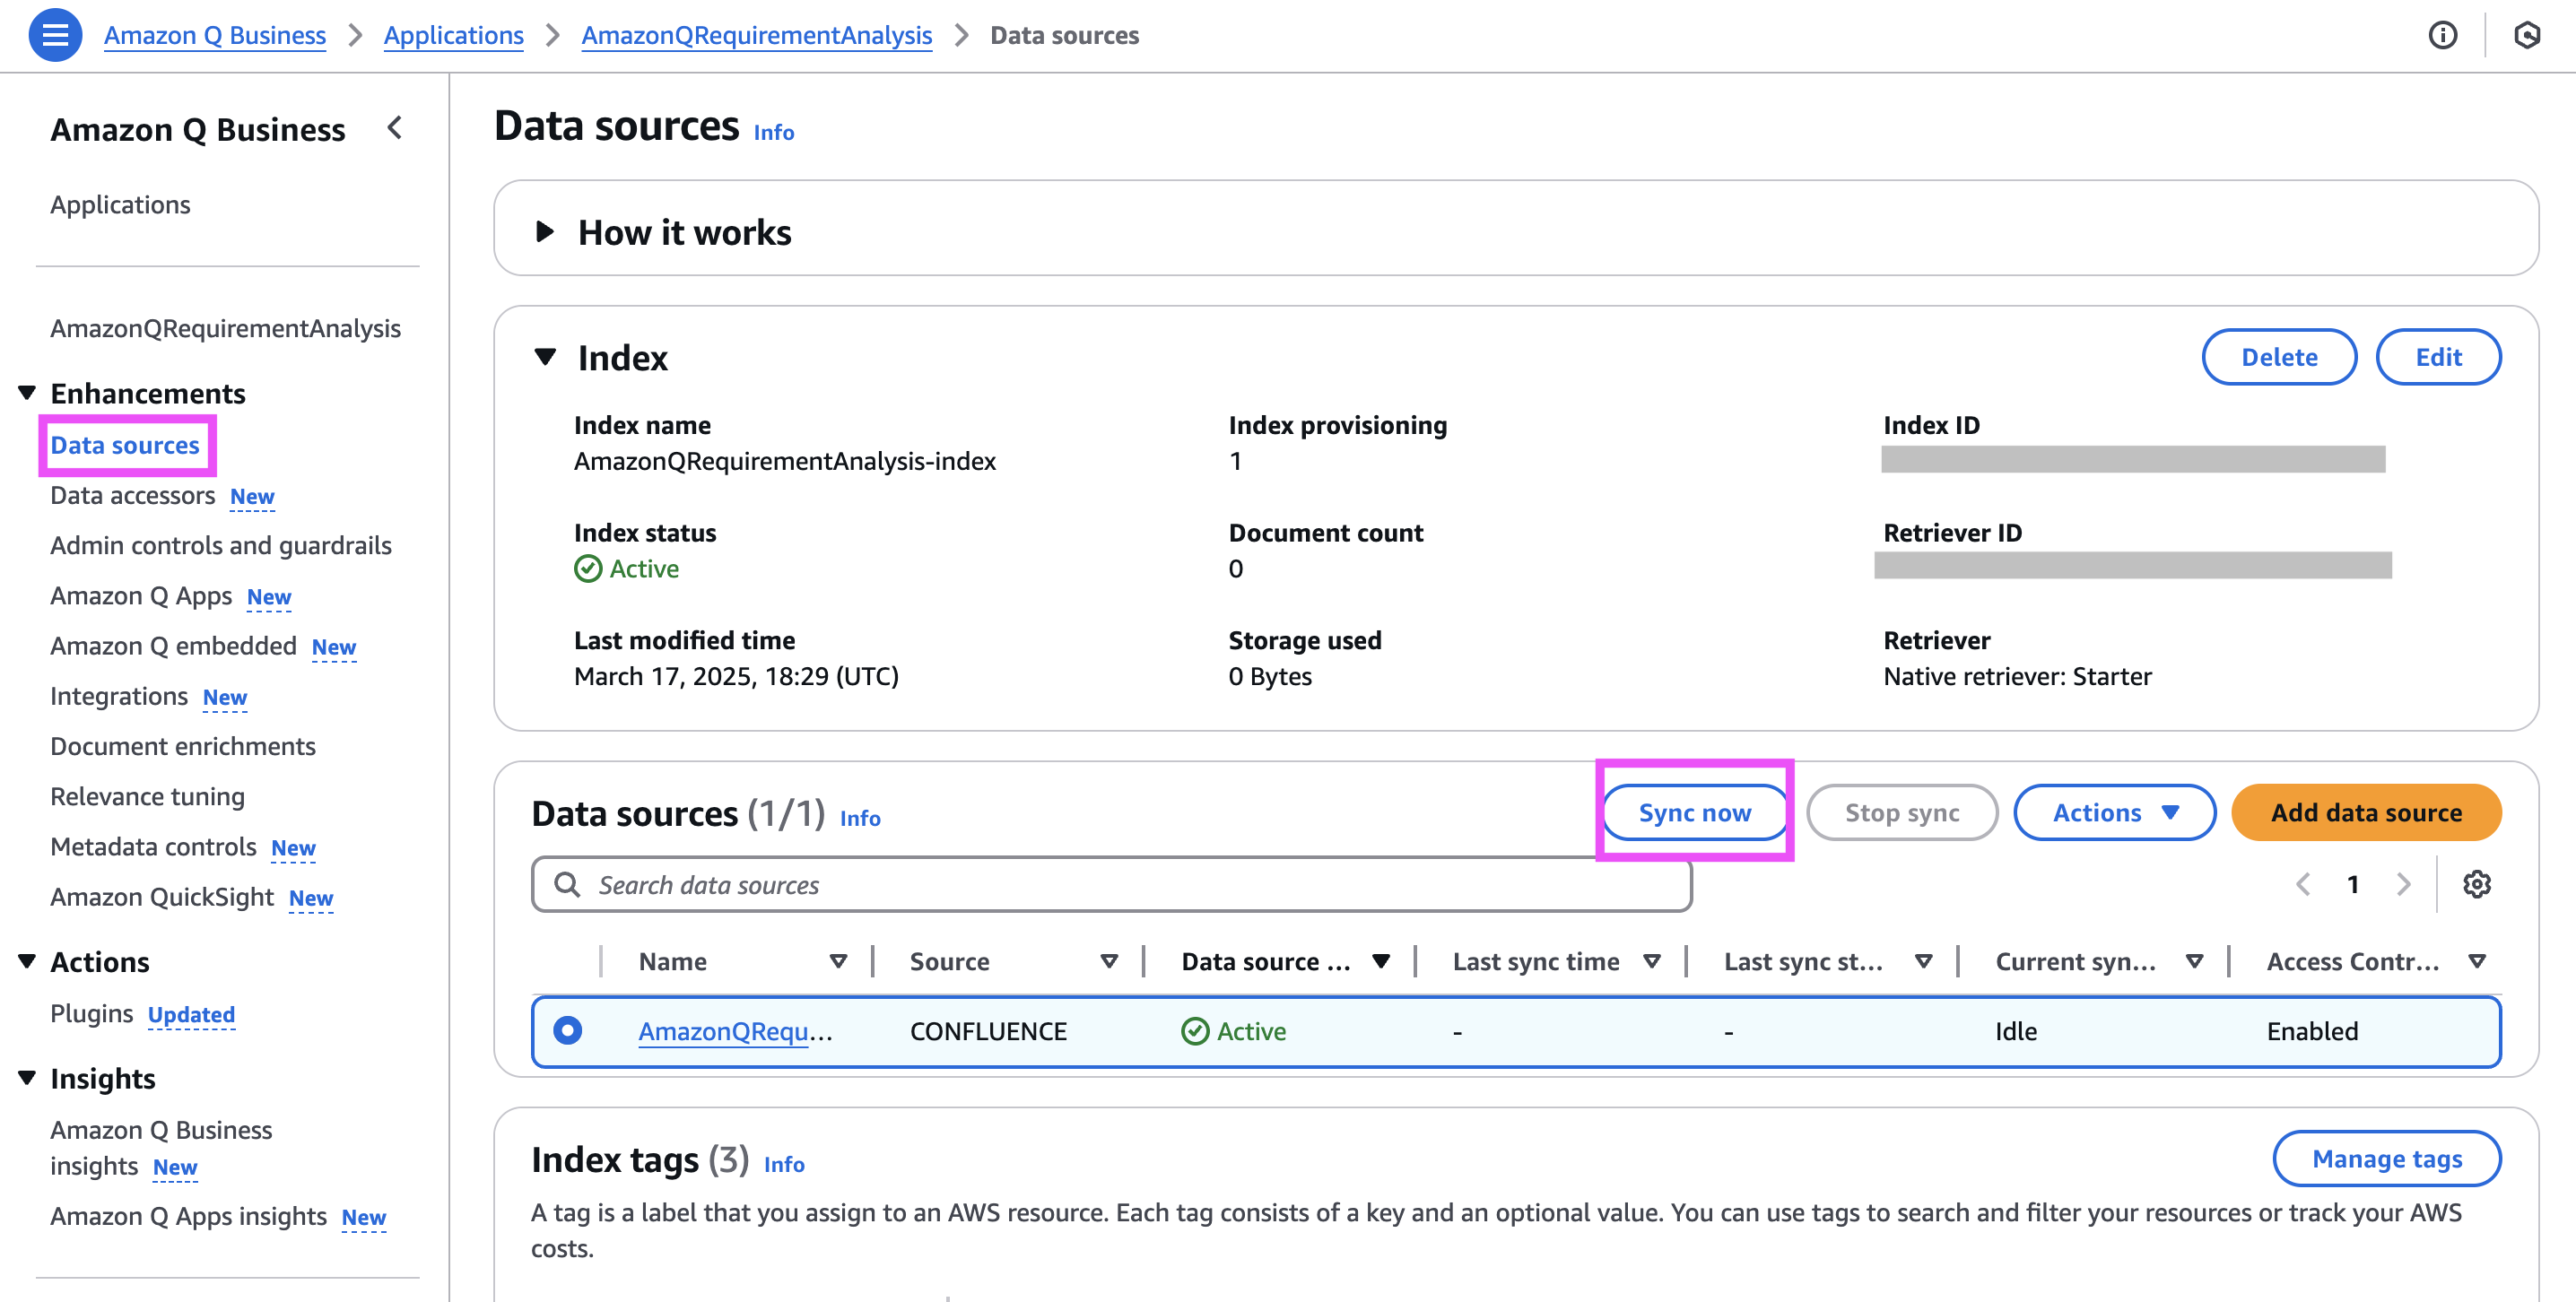 Amazon Q Business > Applications > AmazonQRequirementAnalysis > Data sources
Amazon Q Business
Applications
AmazonQRequirementAnalysis
Enhancements
Data sources
Data accessors New
Admin controls and guardrails
Amazon Q Apps New
Amazon Q embedded New
Integrations New
Document enrichments
Relevance tuning
Metadata controls New
Amazon QuickSight New
Actions
Plugins Updated
Insights
Amazon Q Business
insights New
Amazon Q Apps insights New
Data sources Info
How it works
Index
Delete Edit
Index name Index provisioning Index ID
AmazonQRequirementAnalysis-index 1
Index status Document count Retriever ID
Active 0
Last modified time Storage used Retriever
March 17, 2025, 18:29 (UTC) 0 Bytes Native retriever: Starter
Data sources (1/1) Info Sync now Stop sync Actions Add data source
Search data sources 1
Name Source Data source ... Last sync time Last sync st... Current syn... Access Contr...
AmazonQRequ... CONFLUENCE Active - - Idle Enabled
Index tags (3) Info Manage tags
A tag is a label that you assign to an AWS resource. Each tag consists of a key and an optional value. You can use tags to search and filter your resources or track your AWS
costs.